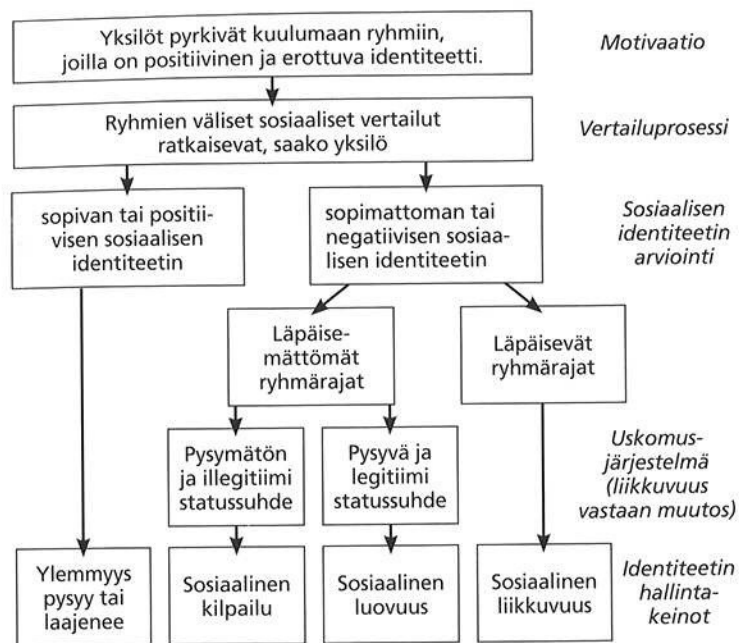 Yksilöt pyrkivät kuulumaan ryhmiin,
joilla on positiivinen ja erottuva identiteetti.
Motivaatio
Ryhmien väliset sosiaaliset vertailut
ratkaisevat, saako yksilö
Vertailuprosessi
sopivan tai positii-
visen sosiaalisen
identiteetin
sopimattoman tai
negatiivisen sosiaa-
lisen identiteetin
Sosiaalisen
identiteetin
arviointi
Läpäise-
mättömät
ryhmärajat
Läpäisevät
ryhmärajat
Pysymätön
ja illegitiimi
statussuhde
Pysyvä ja
legitiimi
statussuhde
Uskomus-
järjestelmä
(liikkuvuus
vastaan muutos)
Ylemmyys
pysyy tai
laajenee
Sosiaalinen
kilpailu
Sosiaalinen
luovuus
Sosiaalinen
liikkuvuus
Identiteetin
hallinta-
keinot